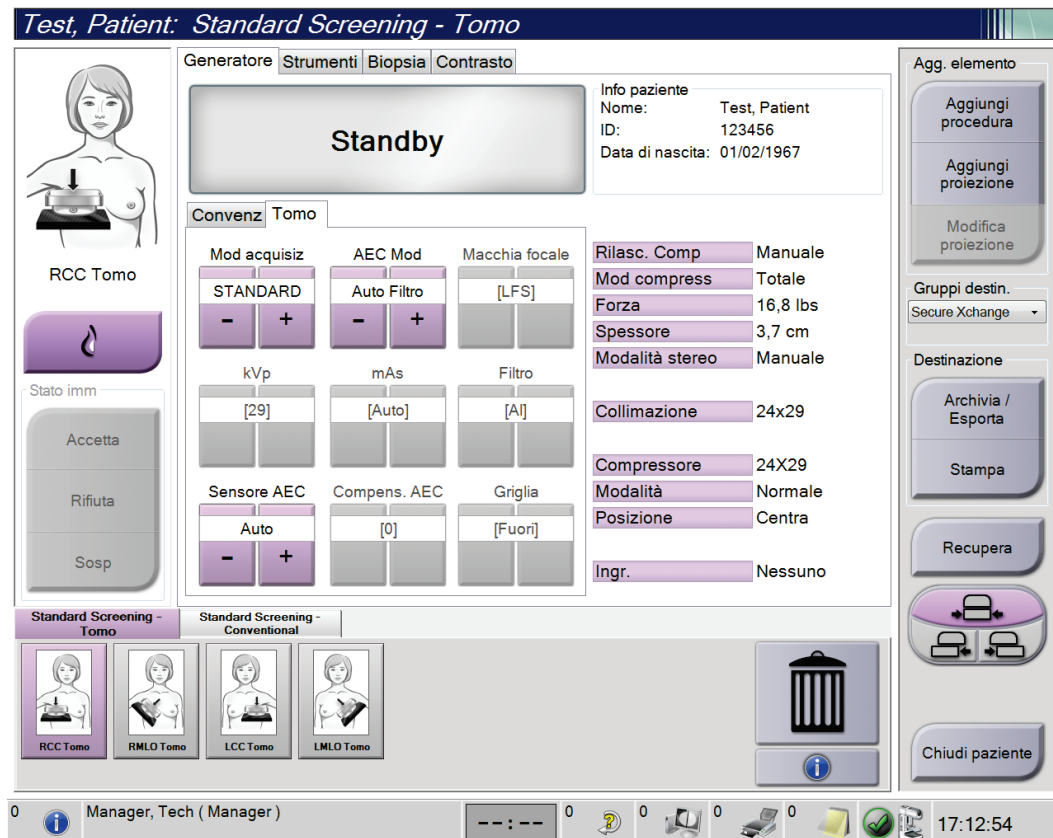 Test, Patient: Standard Screening - Tomo
Generatore Strumenti Biopsia Contrasto
Standby
Info paziente
Nome: Test, Patient
ID: 123456
Data di nascita: 01/02/1967
RCC Tomo
Stato imm
Accetta
Rifiuta
Sosp
Convenz Tomo
Mod acquisiz
STANDARD
- +
AEC Mod
Auto Filtro
- +
Macchia focale
[LFS]
kVp
[29]
mAs
[Auto]
Filtro
[Al]
Sensore AEC
Auto
- +
Compens. AEC
[0]
Griglia
[Fuori]
Rilasc. Comp Manuale
Mod compress Totale
Forza 16,8 lbs
Spessore 3,7 cm
Modalità stereo Manuale
Collimazione 24x29
Compressore 24X29
Modalità Normale
Posizione Centra
Ingr. Nessuno
Agg. elemento
Aggiungi
procedura
Aggiungi
proiezione
Modifica
proiezione
Gruppi destin.
Secure Xchange
Destinazione
Archivia /
Esporta
Stampa
Recupera
Chiudi paziente
Standard Screening -
Tomo
Standard Screening -
Conventional
RCC Tomo
RMLO Tomo
LCC Tomo
LMLO Tomo
0 Manager, Tech ( Manager ) --:-- 0 0 0 0 17:12:54